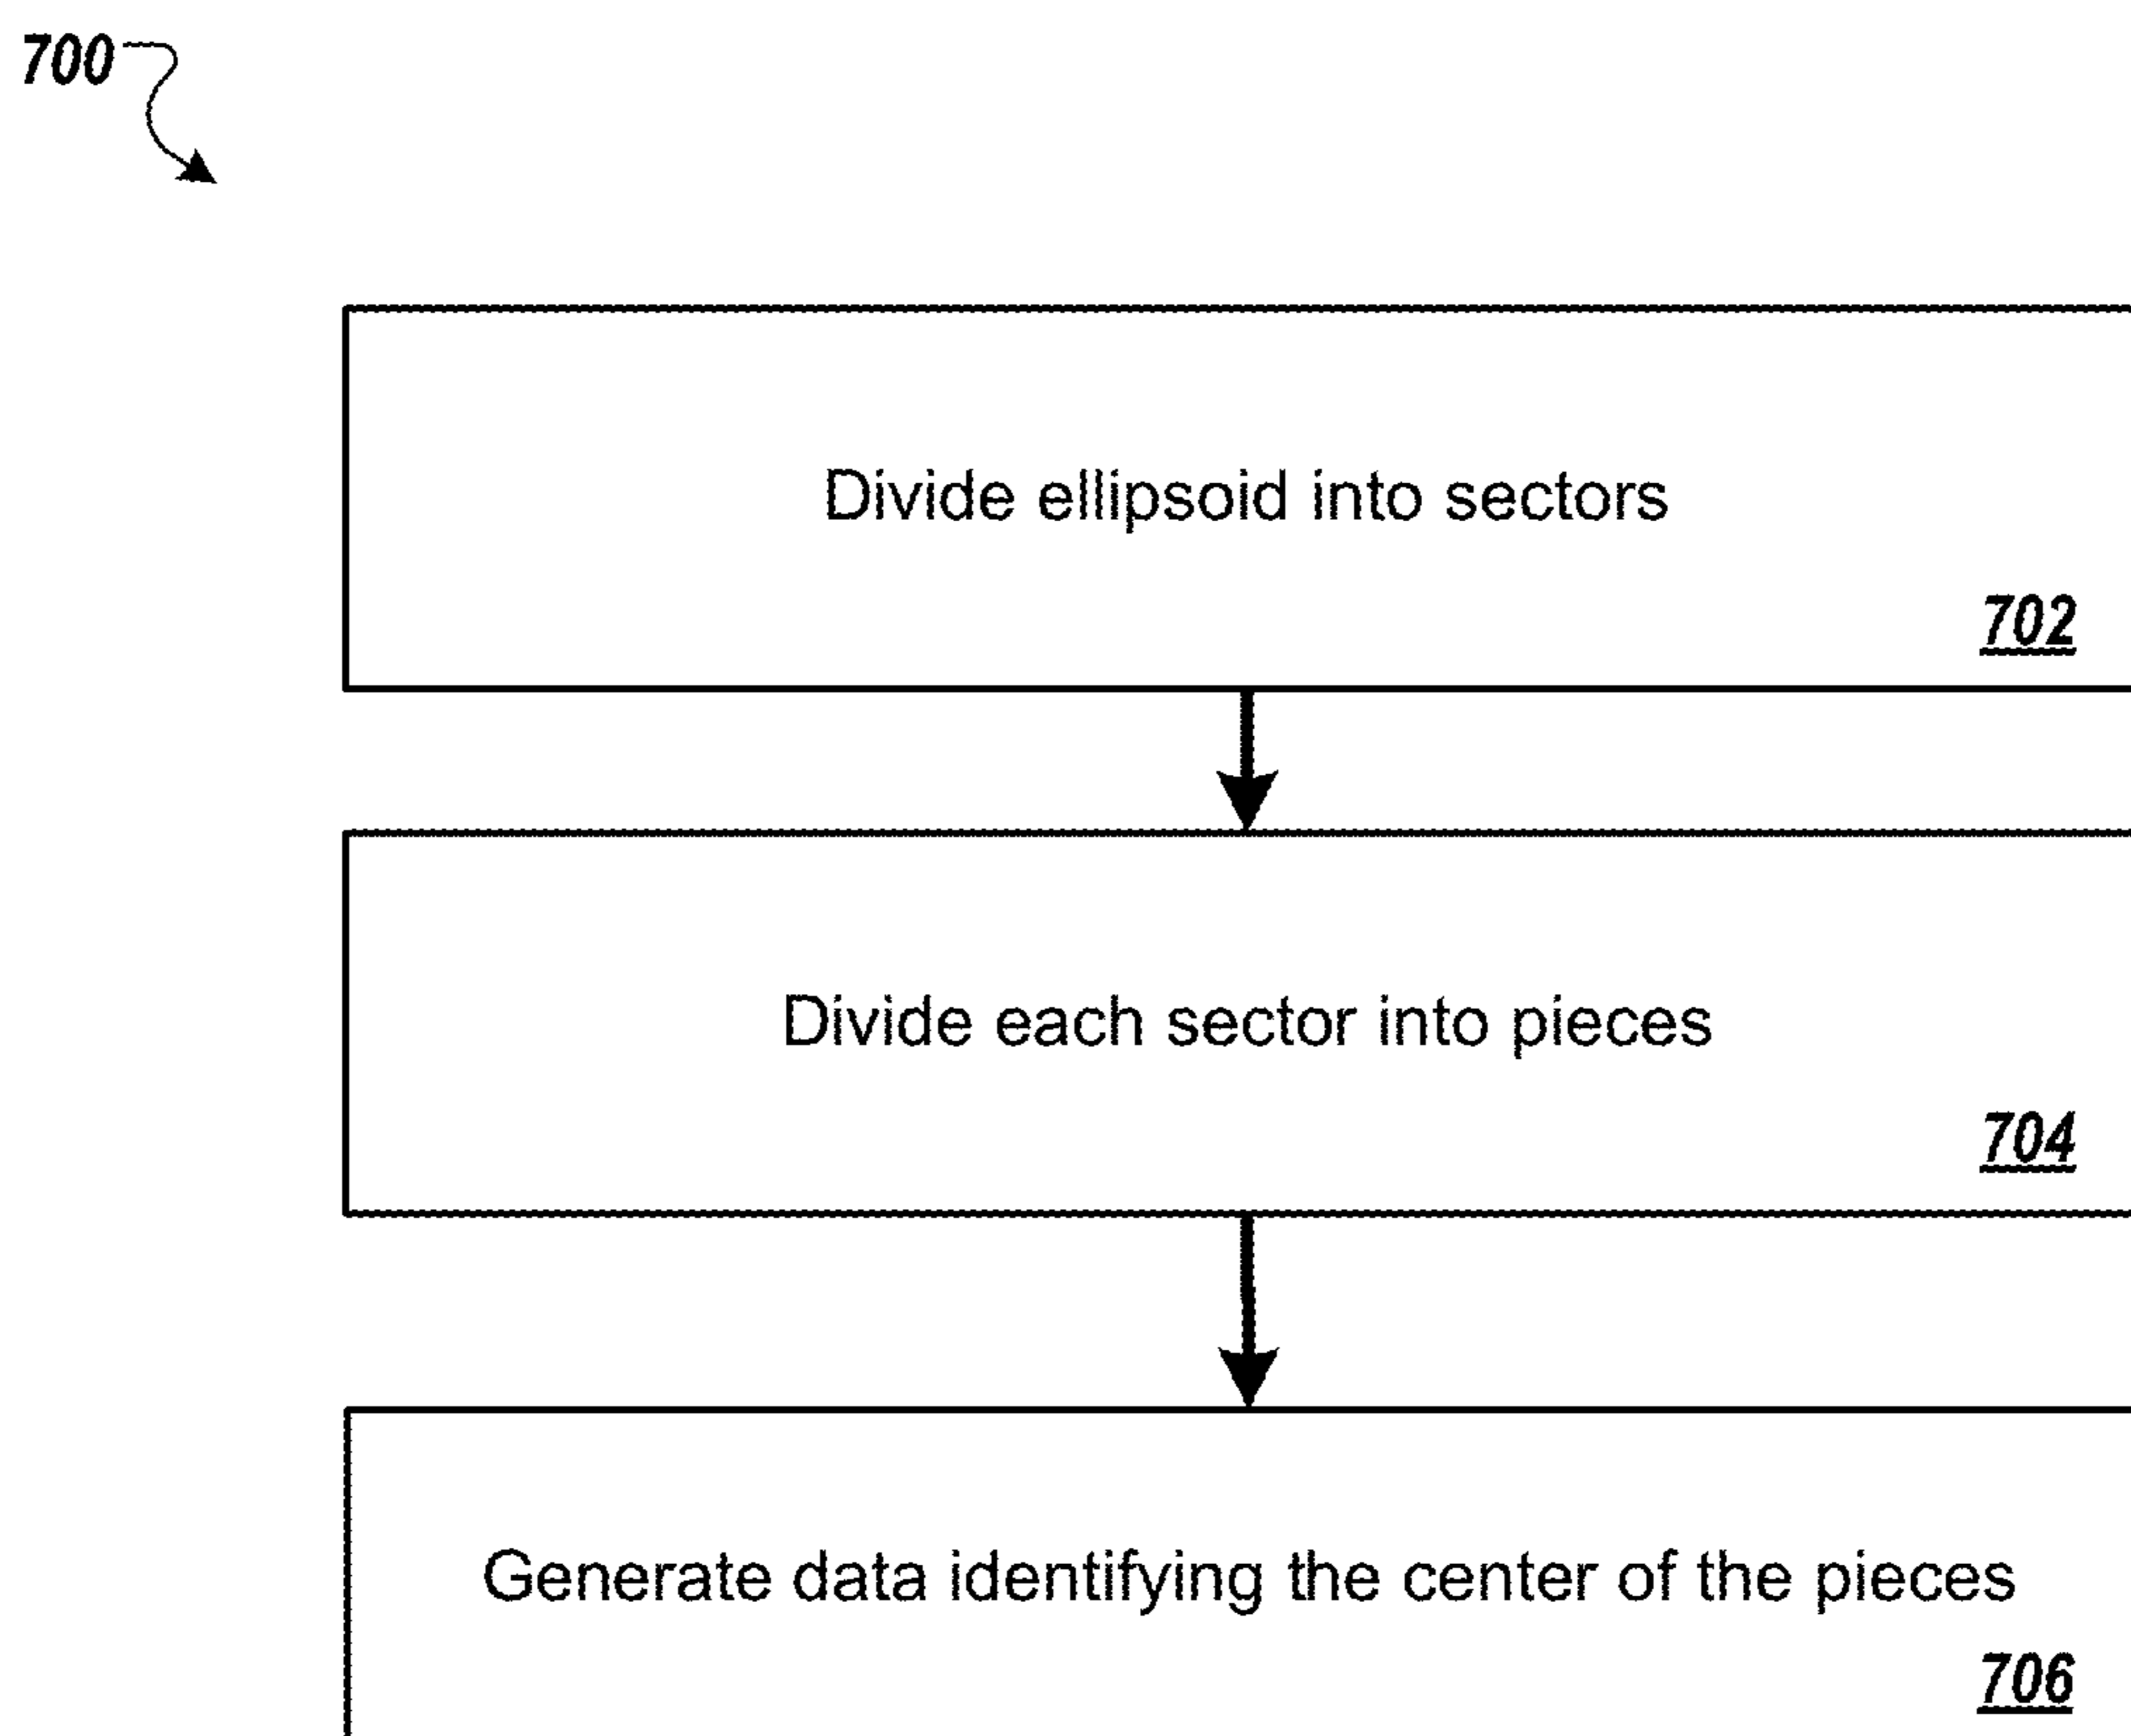 700
Divide ellipsoid into sectors
702
Divide each sector into pieces
704
Generate data identifying the center of the pieces
706